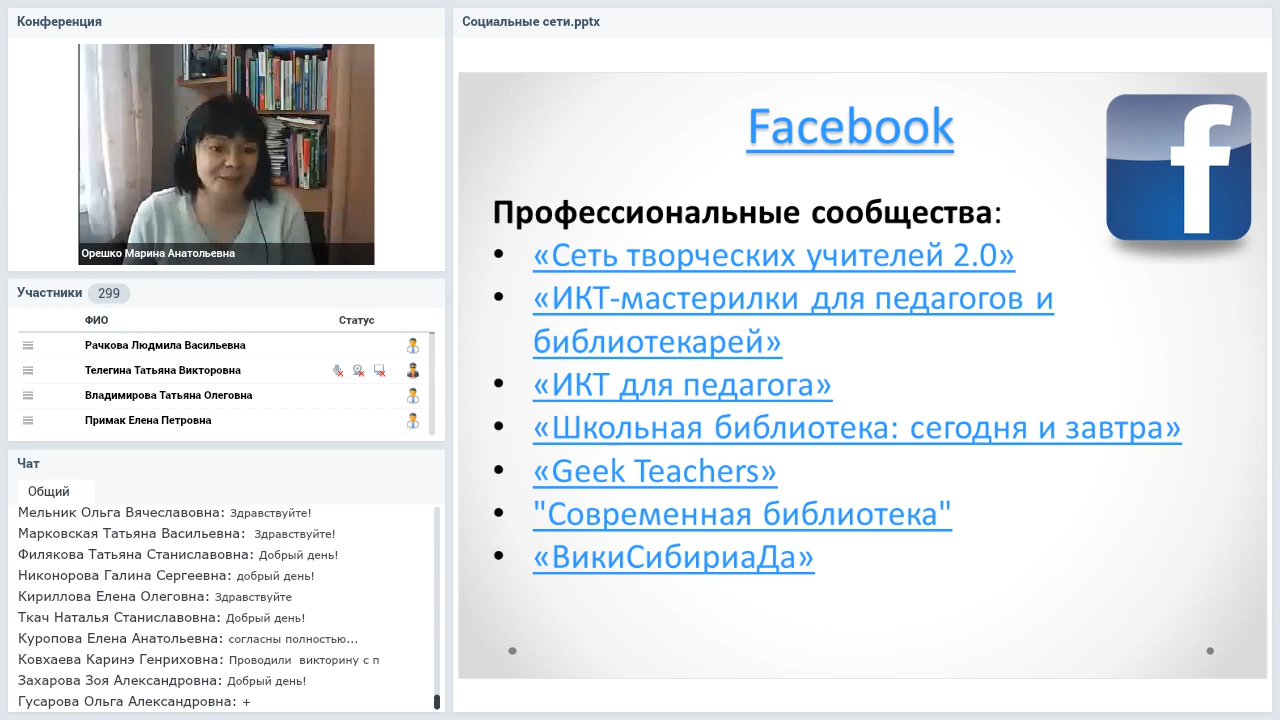 Конференция
Орешко Марина Анатольевна
Участники 299
ФИО Статус
Рачкова Людмила Васильевна
Телегина Татьяна Викторовна
Владимирова Татьяна Олеговна
Примак Елена Петровна
Чат
Общий
Мельник Ольга Вячеславовна: Здравствуйте!
Марковская Татьяна Васильевна: Здравствуйте!
Филякова Татьяна Станиславовна: Добрый день!
Никонорова Галина Сергеевна: добрый день!
Кириллова Елена Олеговна: Здравствуйте
Ткач Наталья Станиславовна: Добрый день!
Куропова Елена Анатольевна: согласны полностью...
Ковхаева Каринэ Генриховна: Проводили викторину с п
Захарова Зоя Александровна: Добрый день!
Гусарова Ольга Александровна: +
Социальные сети.pptx
Facebook
f
Профессиональные сообщества:
• «Сеть творческих учителей 2.0»
• «ИКТ-мастерилки для педагогов и
библиотекарей»
• «ИКТ для педагога»
• «Школьная библиотека: сегодня и завтра»
• «Geek Teachers»
• "Современная библиотека"
• «ВикиСибириаДа»